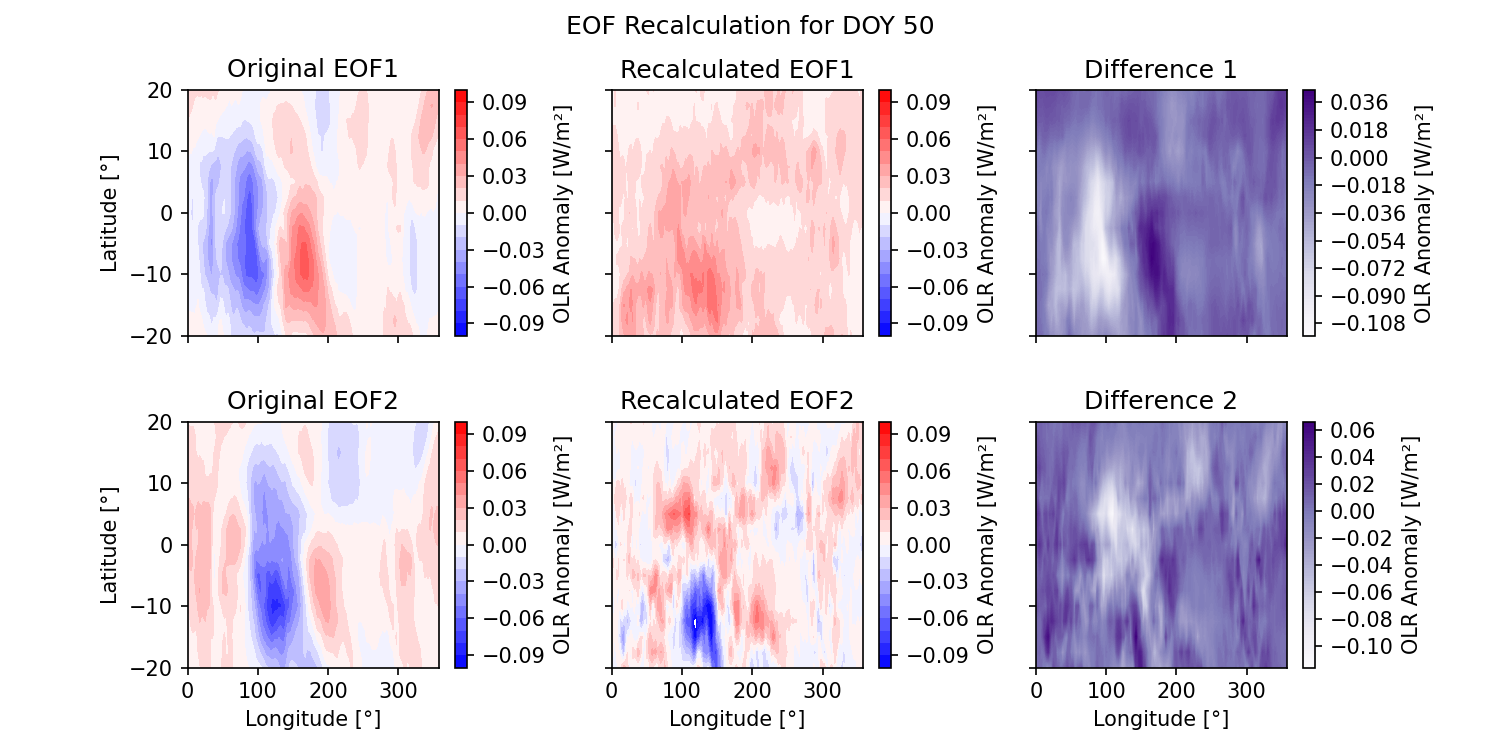 EOF Recalculation for DOY 50
Original EOF1
Recalculated EOF1
Difference 1
20
10
0
−10
−20
Latitude [°]
0.09
0.06
0.03
0.00
−0.03
−0.06
−0.09
OLR Anomaly [W/m²]
0.09
0.06
0.03
0.00
−0.03
−0.06
−0.09
OLR Anomaly [W/m²]
0.036
0.018
0.000
−0.018
−0.036
−0.054
−0.072
−0.090
−0.108
OLR Anomaly [W/m²]
Original EOF2
Recalculated EOF2
Difference 2
20
10
0
−10
−20
Latitude [°]
0 100 200 300
Longitude [°]
0.09
0.06
0.03
0.00
−0.03
−0.06
−0.09
OLR Anomaly [W/m²]
0 100 200 300
Longitude [°]
0.09
0.06
0.03
0.00
−0.03
−0.06
−0.09
OLR Anomaly [W/m²]
0 100 200 300
Longitude [°]
0.06
0.04
0.02
0.00
−0.02
−0.04
−0.06
−0.08
−0.10
OLR Anomaly [W/m²]